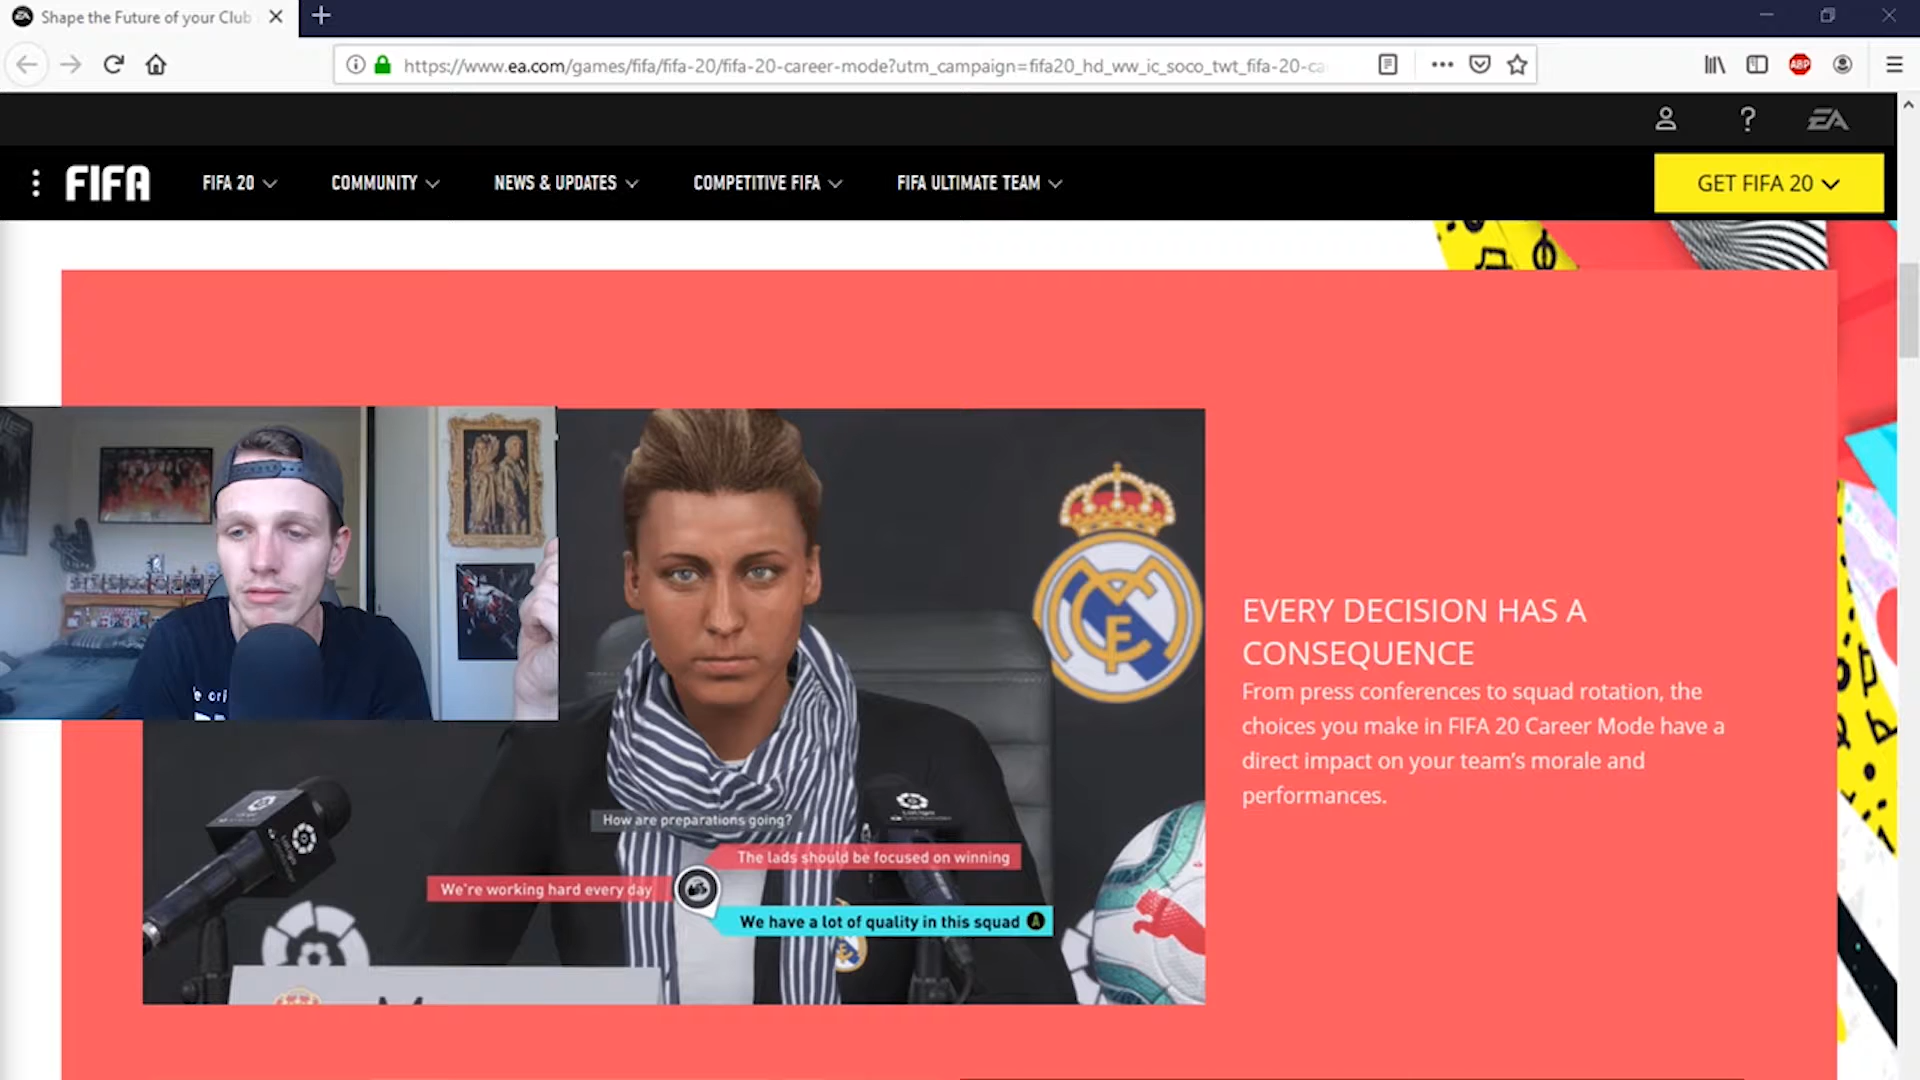 Shape the Future of your Club
https://www.ea.com/games/fifa/fifa-20/fifa-20-career-mode?utm_campaign=fifa20_hd_ww_ic_soco_twt_fifa-20-ca
ABP
EA
FIFA
FIFA 20
COMMUNITY
NEWS & UPDATES
COMPETITIVE FIFA
FIFA ULTIMATE TEAM
GET FIFA 20
EVERY DECISION HAS A
CONSEQUENCE
From press conferences to squad rotation, the
choices you make in FIFA 20 Career Mode have a
direct impact on your team’s morale and
performances.
How are preparations going?
The lads should be focused on winning
We're working hard every day
We have a lot of quality in this squad A